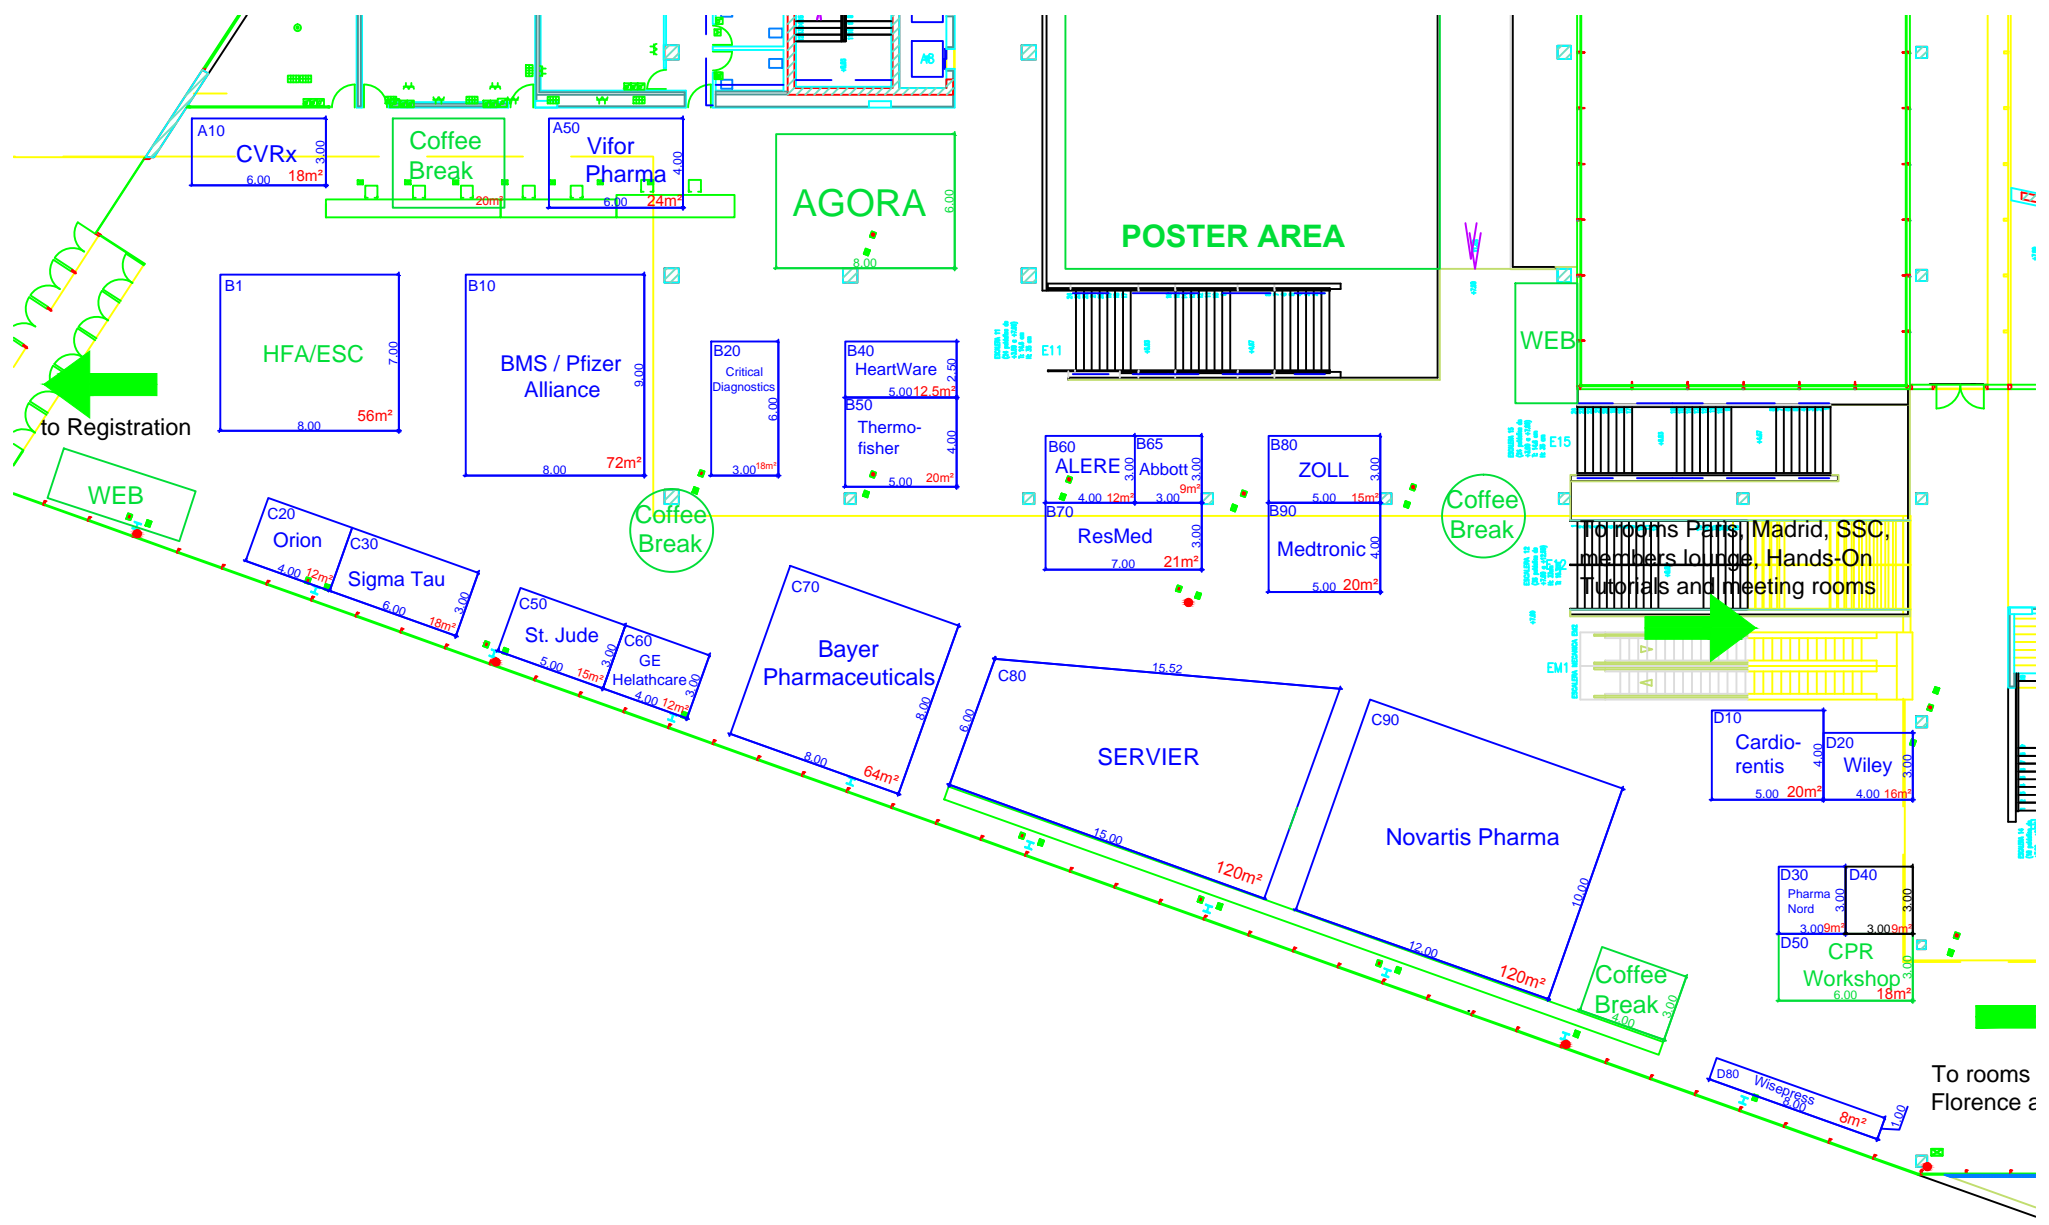 A6
A10
CVRx
3.00
6.00
18m²
Coffee
Break
20m²
A50
Vifor
Pharma
4.00
6.00
24m²
AGORA
6.00
8.00
POSTER AREA
B1
HFA/ESC
7.00
56m²
8.00
to Registration
WEB
B10
BMS / Pfizer
Alliance
9.00
72m²
8.00
B20
Critical
Diagnostics
6.00
3.00
18m²
B40
HeartWare
2.50
5.00
12.5m²
B50
Thermo-
fisher
4.00
5.00
20m²
E11
WEB
E15
B60
ALERE
3.00
4.00
12m²
B65
Abbott
3.00
9m²
3.00
B70
ResMed
3.00
7.00
21m²
B80
ZOLL
3.00
5.00
15m²
B90
Medtronic
4.00
5.00
20m²
Coffee
Break
Coffee
Break
To rooms Paris, Madrid, SSC,
members lounge, Hands-On
Tutorials and meeting rooms
EM1
C20
Orion
4.00
12m²
C30
Sigma Tau
3.00
6.00
18m²
C50
St. Jude
3.00
5.00
15m²
C60
GE
Helathcare
3.00
4.00
12m²
C70
Bayer
Pharmaceuticals
8.00
8.00
64m²
C80
15.52
6.00
SERVIER
15.00
120m²
C90
Novartis Pharma
10.00
12.00
120m²
D10
Cardio-
rentis
4.00
5.00
20m²
D20
Wiley
3.00
4.00
16m²
D30
Pharma
Nord
3.00
3.00
9m²
D40
3.00
3.00
9m²
D50
CPR
Workshop
3.00
6.00
18m²
Coffee
Break
4.00
3.00
D80
Wisepress
8.00
8m²
1.00
To rooms
Florence a